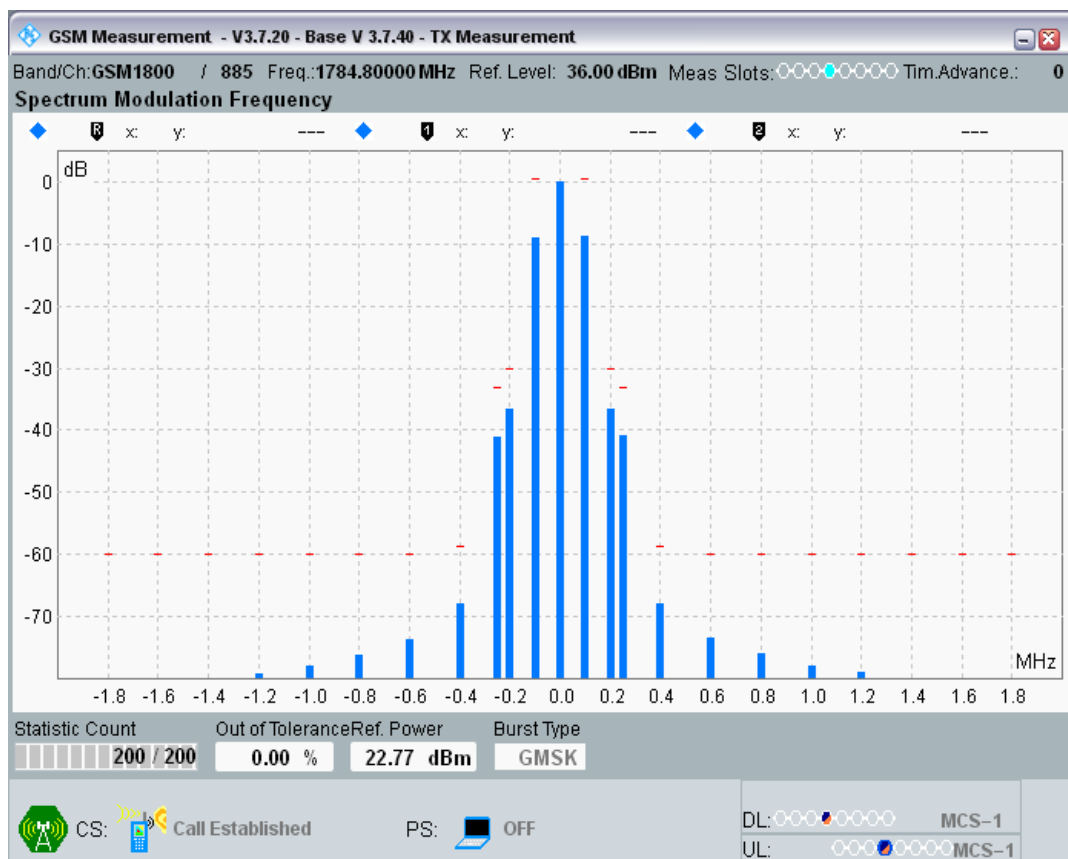 GSM Measurement - V3.7.20 - Base V 3.7.40 - TX Measurement
Band/Ch:GSM1800 / 885 Freq.:1784.80000 MHz Ref. Level: 36.00 dBm Meas Slots: Tim.Advance.: 0
Spectrum Modulation Frequency
R x: y: --- 1 x: y: --- 2 x: y: ---
dB
0
-10
-20
-30
-40
-50
-60
-70
MHz
-1.8 -1.6 -1.4 -1.2 -1.0 -0.8 -0.6 -0.4 -0.2 0.0 0.2 0.4 0.6 0.8 1.0 1.2 1.4 1.6 1.8
Statistic Count Out of Tolerance Ref. Power Burst Type
200 / 200 0.00 % 22.77 dBm GMSK
CS: Call Established PS: OFF
DL: MCS-1
UL: MCS-1